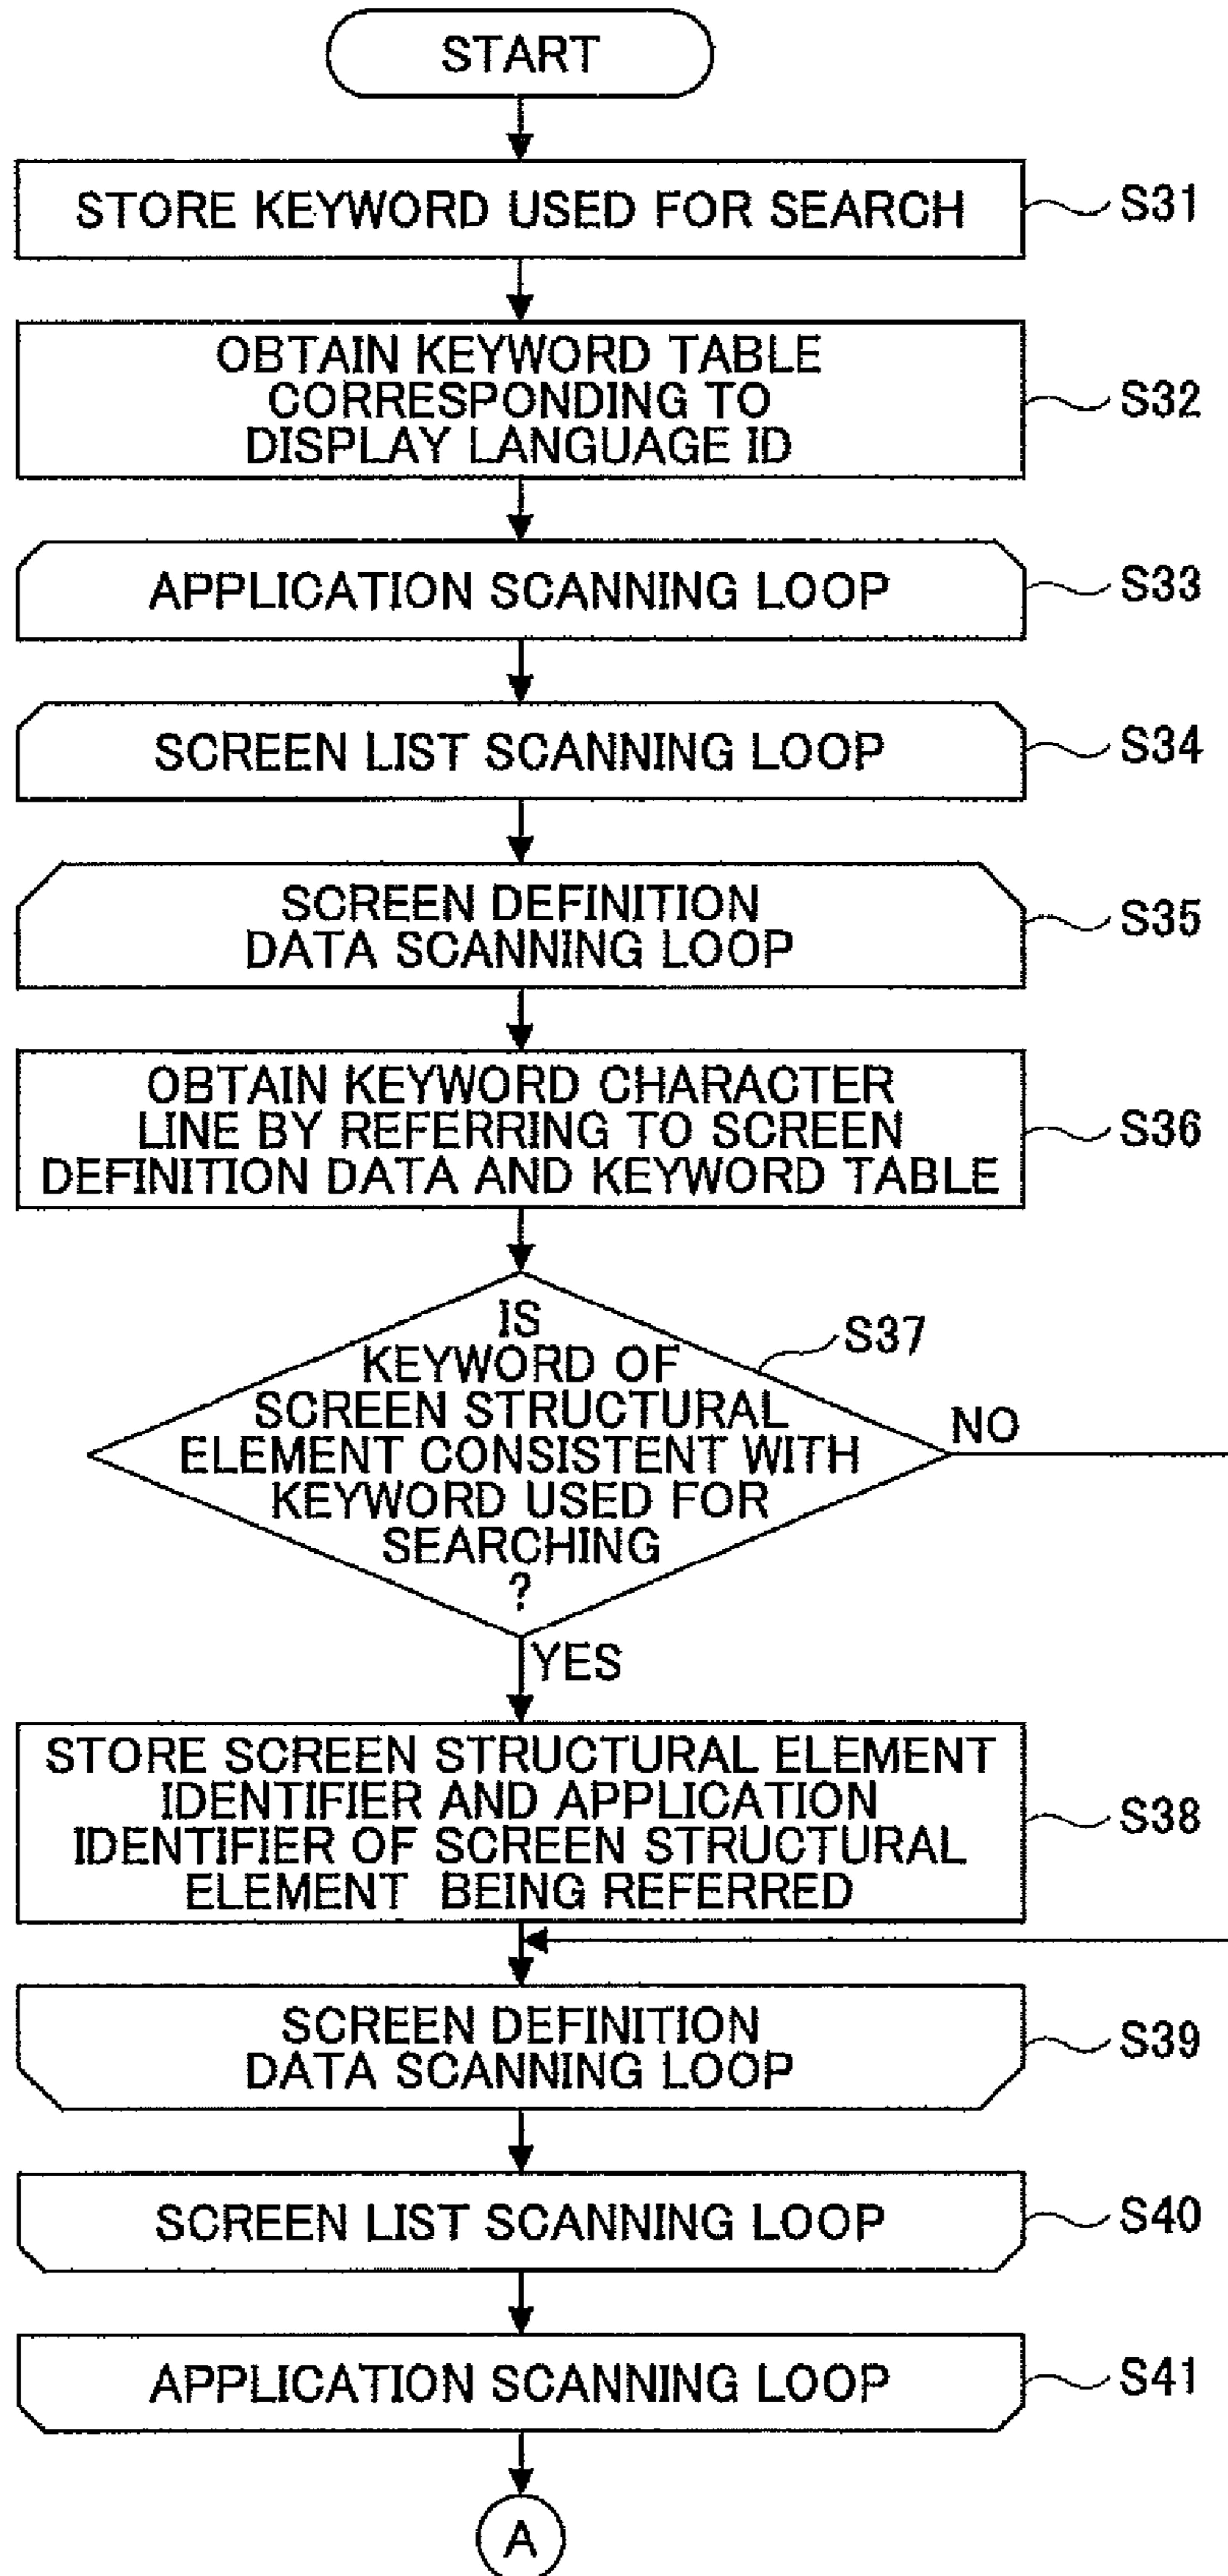 START
STORE KEYWORD USED FOR SEARCH
S31
OBTAIN KEYWORD TABLE
CORRESPONDING TO
DISPLAY LANGUAGE ID
S32
APPLICATION SCANNING LOOP
S33
SCREEN LIST SCANNING LOOP
S34
SCREEN DEFINITION
DATA SCANNING LOOP
S35
OBTAIN KEYWORD CHARACTER
LINE BY REFERRING TO SCREEN
DEFINITION DATA AND KEYWORD TABLE
S36
IS
KEYWORD OF
SCREEN STRUCTURAL
ELEMENT CONSISTENT WITH
KEYWORD USED FOR
SEARCHING
?
S37
NO
YES
STORE SCREEN STRUCTURAL ELEMENT
IDENTIFIER AND APPLICATION
IDENTIFIER OF SCREEN STRUCTURAL
ELEMENT BEING REFERRED
S38
SCREEN DEFINITION
DATA SCANNING LOOP
S39
SCREEN LIST SCANNING LOOP
S40
APPLICATION SCANNING LOOP
S41
A